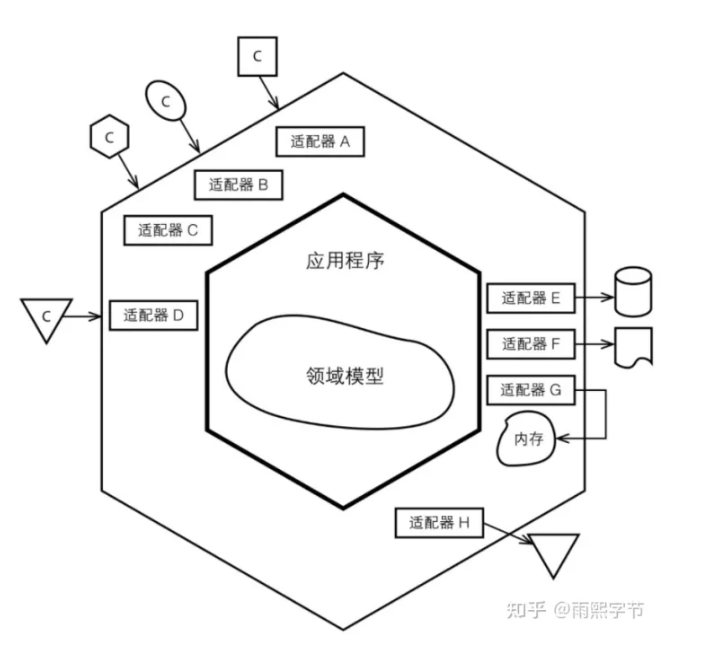 C
C
适配器 A
C
适配器 B
适配器 C
应用程序
适配器 E
C
适配器 D
适配器 F
领域模型
适配器 G
内存
适配器 H
知乎 @雨熙字节